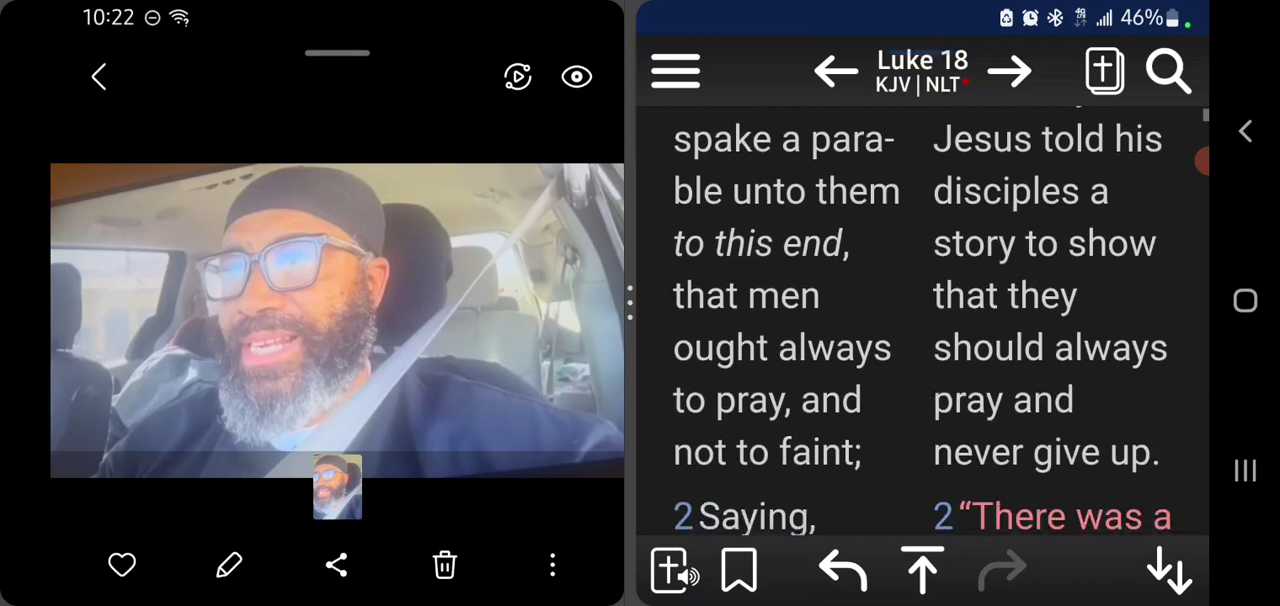 10:22
46%
Luke 18
KJV | NLT*
spake a para-
ble unto them
to this end,
that men
ought always
to pray, and
not to faint;
2 Saying,
Jesus told his
disciples a
story to show
that they
should always
pray and
never give up.
2 “There was a